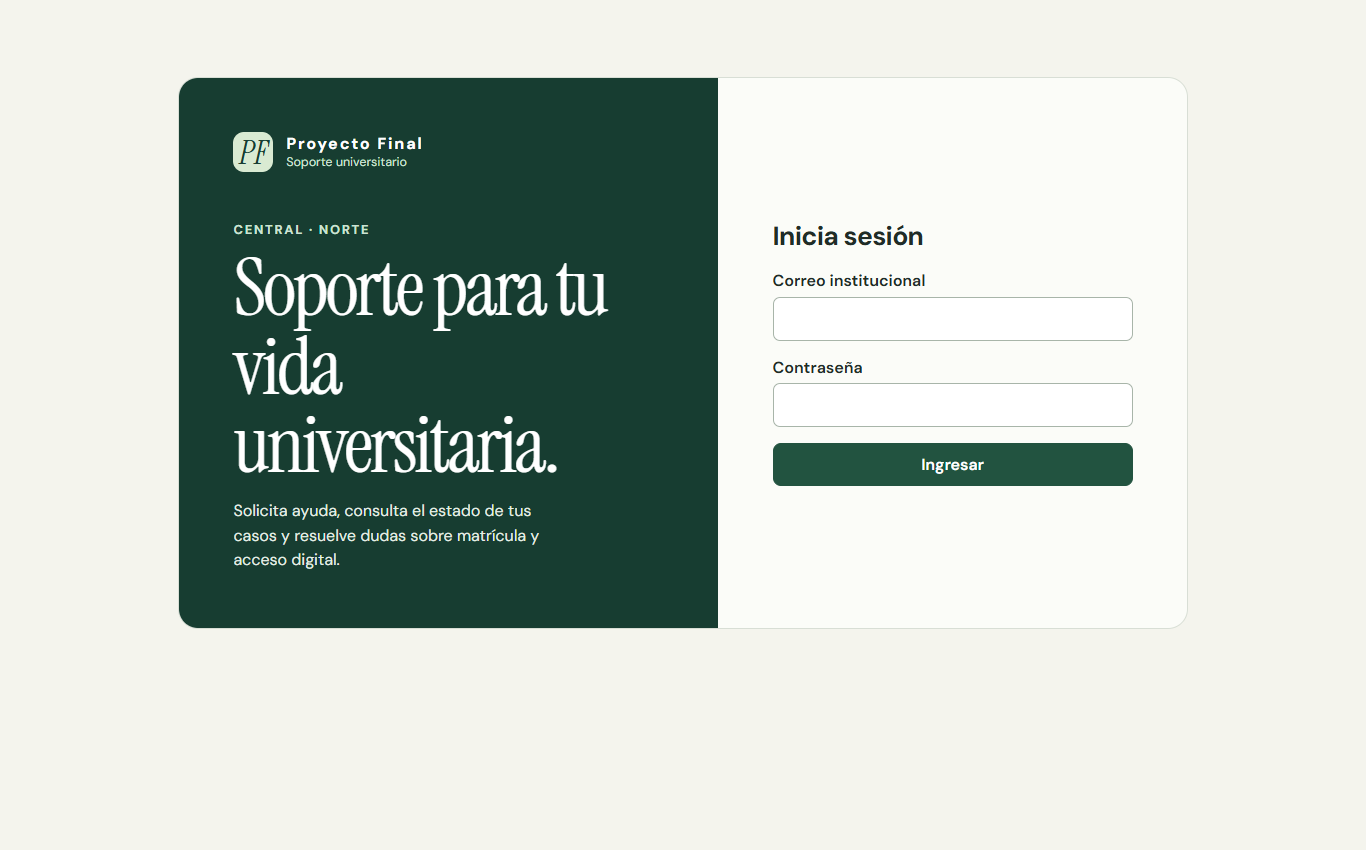 PF
Proyecto Final
Soporte universitario
CENTRAL · NORTE
Soporte para tu
vida
universitaria.
Solicita ayuda, consulta el estado de tus
casos y resuelve dudas sobre matrícula y
acceso digital.
Inicia sesión
Correo institucional
Contraseña
Ingresar